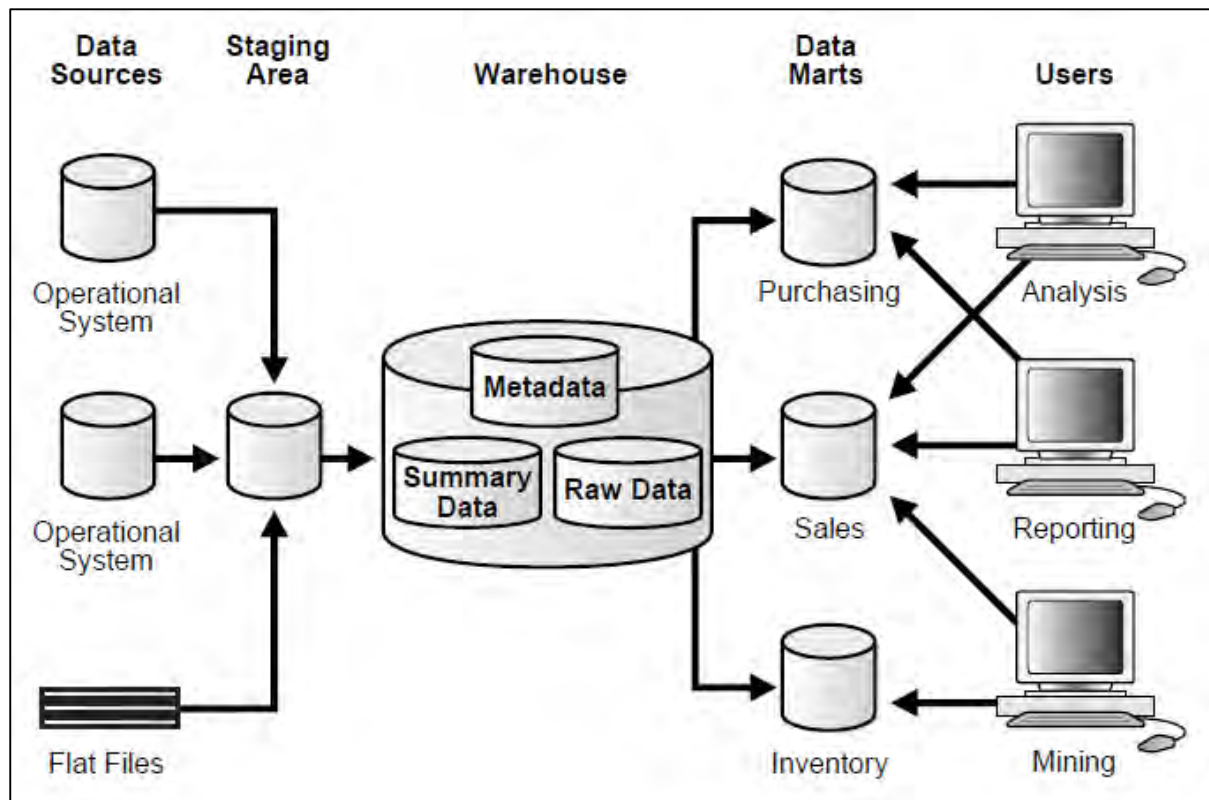 Data
Sources
Staging
Area
Warehouse
Data
Marts
Users
Operational
System
Purchasing
Analysis
Metadata
Summary
Data
Raw Data
Operational
System
Sales
Reporting
Flat Files
Inventory
Mining